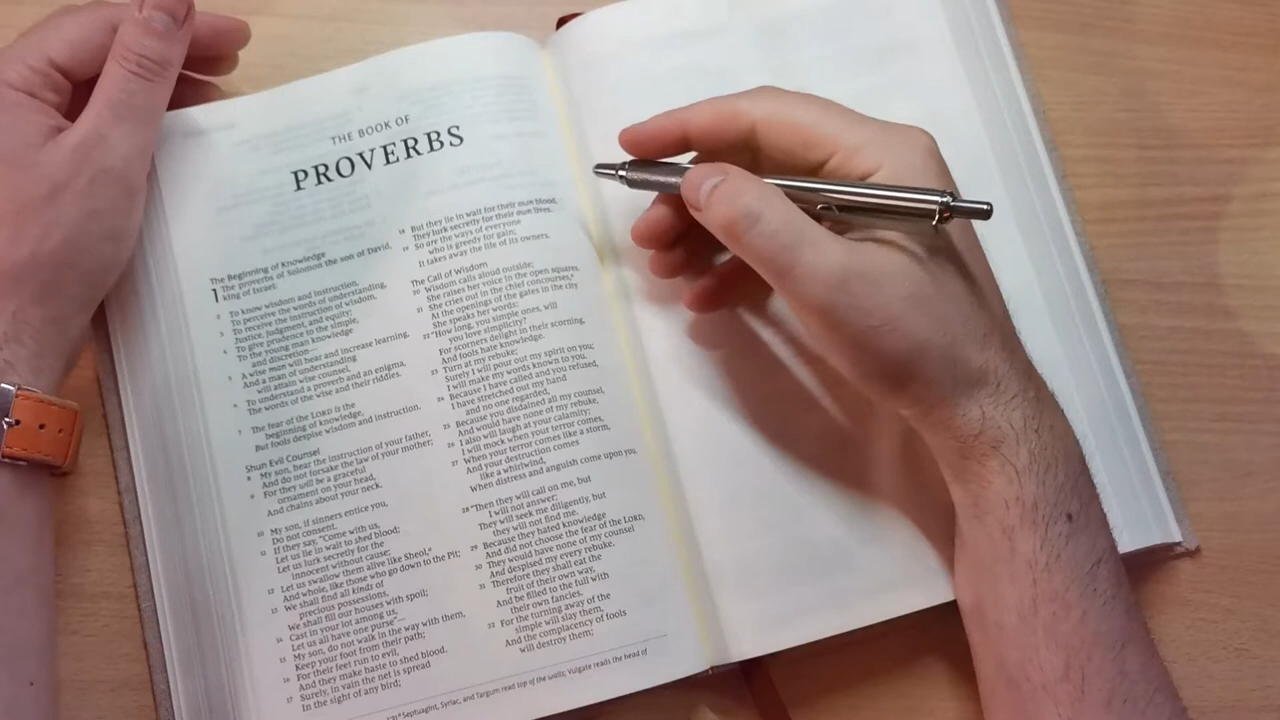 THE BOOK OF
PROVERBS
The Beginning of Knowledge
1 The proverbs of Solomon the son of David,
king of Israel:
2 To know wisdom and instruction,
To perceive the words of understanding,
3 To receive the instruction of wisdom,
Justice, judgment, and equity;
4 To give prudence to the simple,
To the young man knowledge
and discretion—
5 A wise man will hear and increase learning,
And a man of understanding
will attain wise counsel,
6 To understand a proverb and an enigma,
The words of the wise and their riddles.
7 The fear of the LORD is the
beginning of knowledge,
But fools despise wisdom and instruction.
Shun Evil Counsel
8 My son, hear the instruction of your father,
And do not forsake the law of your mother;
9 For they will be a graceful
ornament on your head,
And chains about your neck.
10 My son, if sinners entice you,
Do not consent.
11 If they say, "Come with us,
Let us lie in wait to shed blood;
Let us lurk secretly for the
innocent without cause;
12 Let us swallow them alive like Sheol,a
And whole, like those who go down to the Pit;
13 We shall find all kinds of
precious possessions,
We shall fill our houses with spoil;
14 Cast in your lot among us,
Let us all have one purse"—
15 My son, do not walk in the way with them,
Keep your foot from their path;
16 For their feet run to evil,
And they make haste to shed blood.
17 Surely, in vain the net is spread
In the sight of any bird;
18 But they lie in wait for their own blood,
They lurk secretly for their own lives.
19 So are the ways of everyone
who is greedy for gain;
It takes away the life of its owners.
The Call of Wisdom
20 Wisdom calls aloud outside;
She raises her voice in the open squares.
21 She cries out in the chief concourses,a
At the openings of the gates in the city
She speaks her words:
22 "How long, you simple ones, will
you love simplicity?
For scorners delight in their scorning,
And fools hate knowledge.
23 Turn at my rebuke;
Surely I will pour out my spirit on you;
I will make my words known to you.
24 Because I have called and you refused,
I have stretched out my hand
and no one regarded,
25 Because you disdained all my counsel,
And would have none of my rebuke,
26 I also will laugh at your calamity;
I will mock when your terror comes,
27 When your terror comes like a storm,
And your destruction comes
like a whirlwind,
When distress and anguish come upon you.
28 "Then they will call on me, but
I will not answer;
They will seek me diligently, but
they will not find me.
29 Because they hated knowledge
And did not choose the fear of the LORD,
30 They would have none of my counsel
And despised my every rebuke.
31 Therefore they shall eat the
fruit of their own way,
And be filled to the full with
their own fancies.
32 For the turning away of the
simple will slay them,
And the complacency of fools
will destroy them;
Septuagint, Syriac, and Targum read top of the walls; Vulgate reads the head of